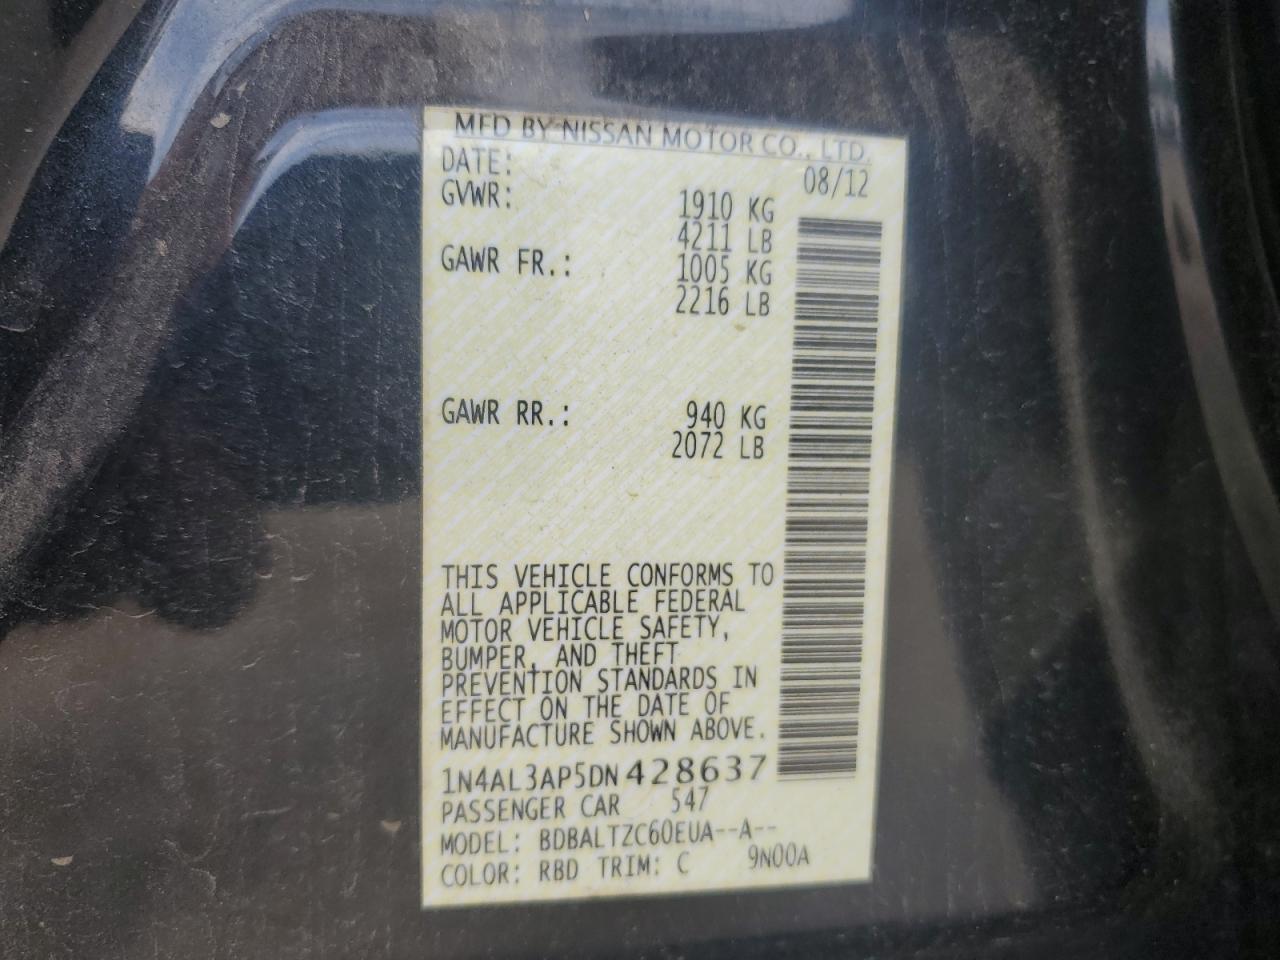 MFD BY NISSAN MOTOR CO., LTD.
DATE: 08/12
GVWR: 1910 KG
4211 LB
GAWR FR.: 1005 KG
2216 LB
GAWR RR.: 940 KG
2072 LB
THIS VEHICLE CONFORMS TO
ALL APPLICABLE FEDERAL
MOTOR VEHICLE SAFETY,
BUMPER, AND THEFT
PREVENTION STANDARDS IN
EFFECT ON THE DATE OF
MANUFACTURE SHOWN ABOVE.
1N4AL3AP5DN428637
PASSENGER CAR 547
MODEL: BDBALTZC60EUA--A--
COLOR: RBD TRIM: C 9N00A